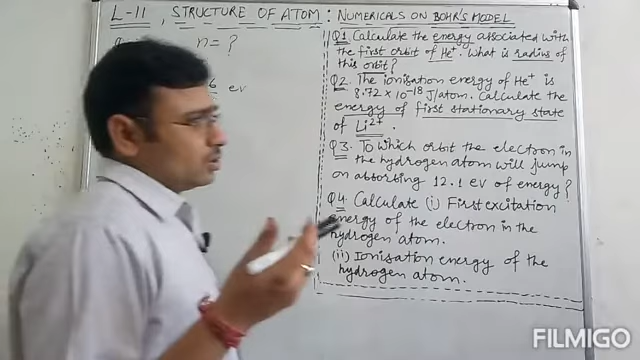 L-11, STRUCTURE OF ATOM : NUMERICALS ON BOHR'S MODEL
n = ?
6 ev
Q1 Calculate the energy associated with
the first orbit of He⁺. What is radius of
this orbit?
Q2. The ionisation energy of He⁺ is
8.72 × 10⁻¹⁸ J/atom. Calculate the
energy of first stationary state
of Li²⁺.
Q3. To which orbit the electron in
the hydrogen atom will jump
on absorbing 12.1 ev of energy?
Q4. Calculate (i) First excitation
energy of the electron in the
hydrogen atom.
(ii) Ionisation energy of the
hydrogen atom.
FILMIGO